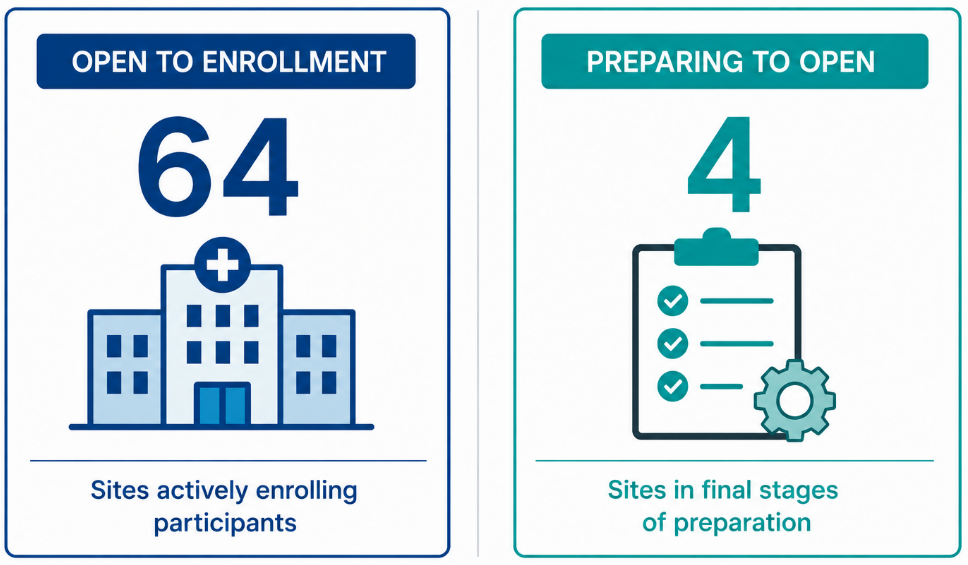 OPEN TO ENROLLMENT
64
Sites actively enrolling
participants
PREPARING TO OPEN
4
Sites in final stages
of preparation